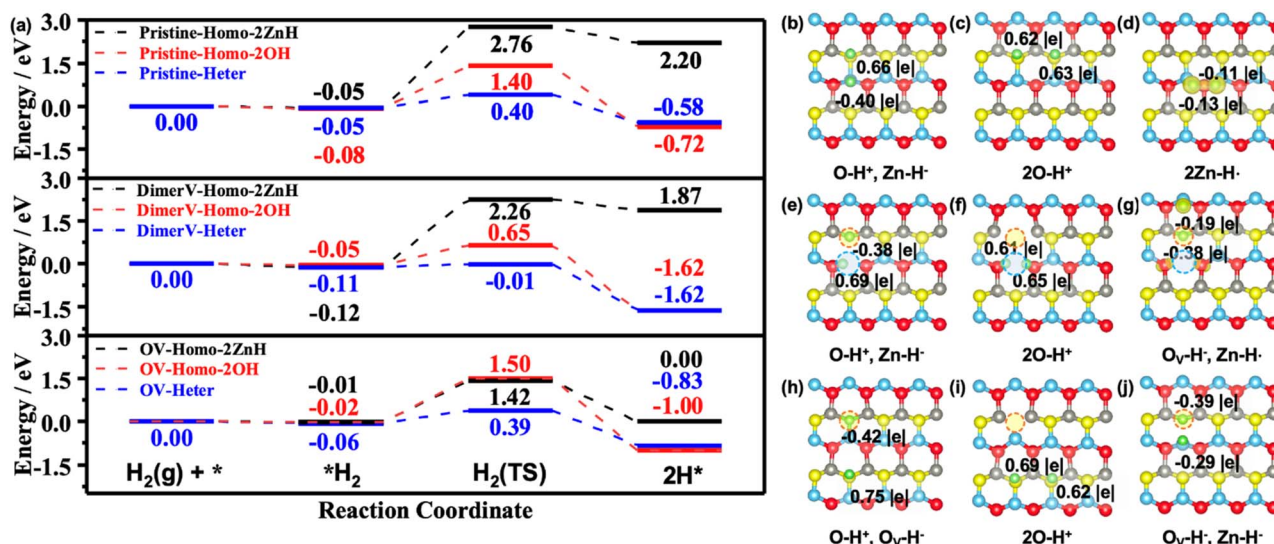 (a)
3.0
1.5
0.0
-1.5
Energy / eV
Pristine-Homo-2ZnH
Pristine-Homo-2OH
Pristine-Heter
0.00
-0.05
-0.05
-0.08
2.76
1.40
0.40
2.20
-0.58
-0.72
3.0
1.5
0.0
-1.5
Energy / eV
DimerV-Homo-2ZnH
DimerV-Homo-2OH
DimerV-Heter
0.00
-0.05
-0.11
-0.12
2.26
0.65
-0.01
1.87
-1.62
-1.62
3.0
1.5
0.0
-1.5
Energy / eV
OV-Homo-2ZnH
OV-Homo-2OH
OV-Heter
0.00
-0.01
-0.02
-0.06
1.50
1.42
0.39
0.00
-0.83
-1.00
H₂(g) + *
*H₂
H₂(TS)
2H*
Reaction Coordinate
(b)
0.66 |e|
-0.40 |e|
O-H⁺, Zn-H⁻
(c)
0.62 |e|
0.63 |e|
2O-H⁺
(d)
-0.11 |e|
-0.13 |e|
2Zn-H·
(e)
-0.38 |e|
0.69 |e|
O-H⁺, Zn-H⁻
(f)
0.61 |e|
0.65 |e|
2O-H⁺
(g)
-0.19 |e|
-0.38 |e|
Oᵥ-H⁻, Zn-H·
(h)
-0.42 |e|
0.75 |e|
O-H⁺, Oᵥ-H⁻
(i)
0.69 |e|
0.62 |e|
2O-H⁺
(j)
-0.39 |e|
-0.29 |e|
Oᵥ-H⁻, Zn-H⁻